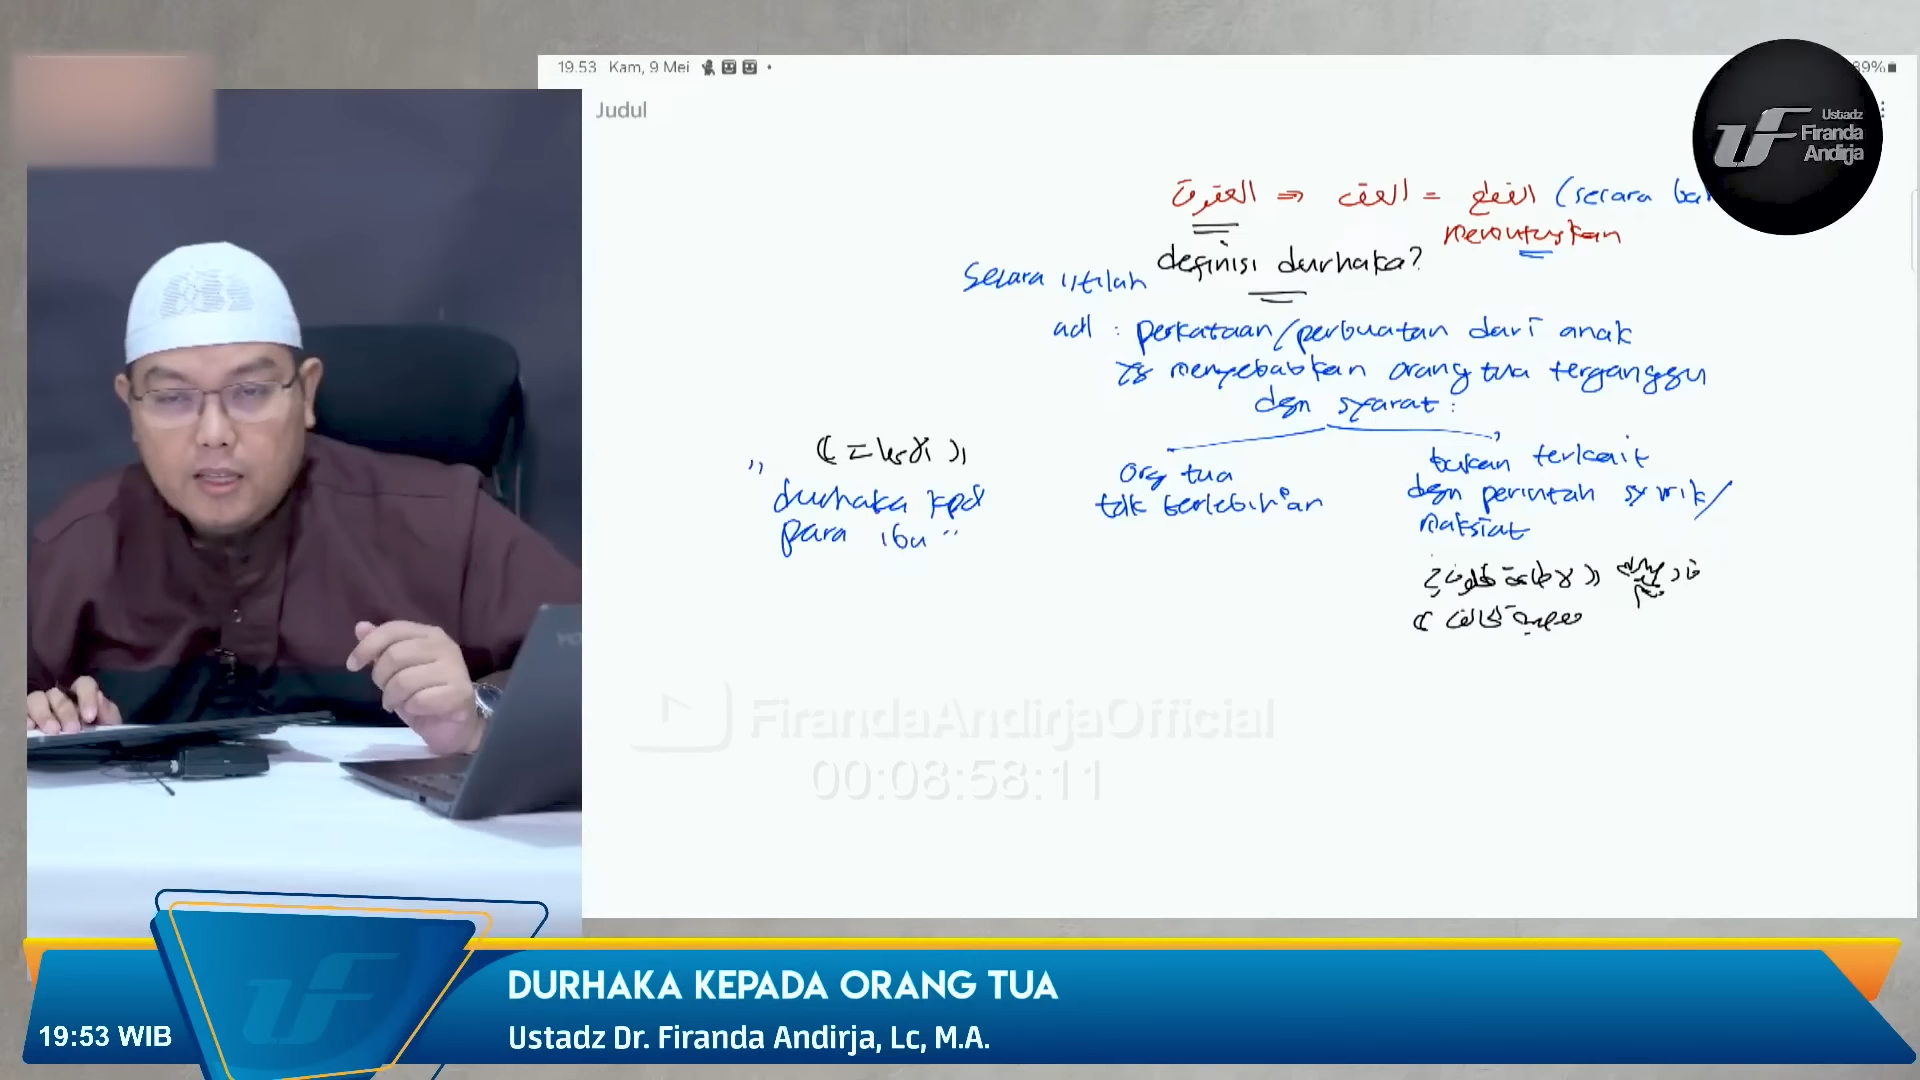 19.53 Kam, 9 Mei
89%
Judul
Ustadz
Firanda
Andirja
العقوق => العق = القطع (secara ba
memutuskan
definisi durhaka?
secara istilah
adl : perkataan/perbuatan dari anak
yg menyebabkan orang tua terganggu
dgn syarat :
org tua
tdk berlebihan
bukan terkait
dgn perintah syirik/
maksiat
"durhaka kpd
para ibu"
لا طاعة لمخلوق في
معصية الخالق
FirandaAndirjaOfficial
00:08:58:11
DURHAKA KEPADA ORANG TUA
19:53 WIB
Ustadz Dr. Firanda Andirja, Lc, M.A.